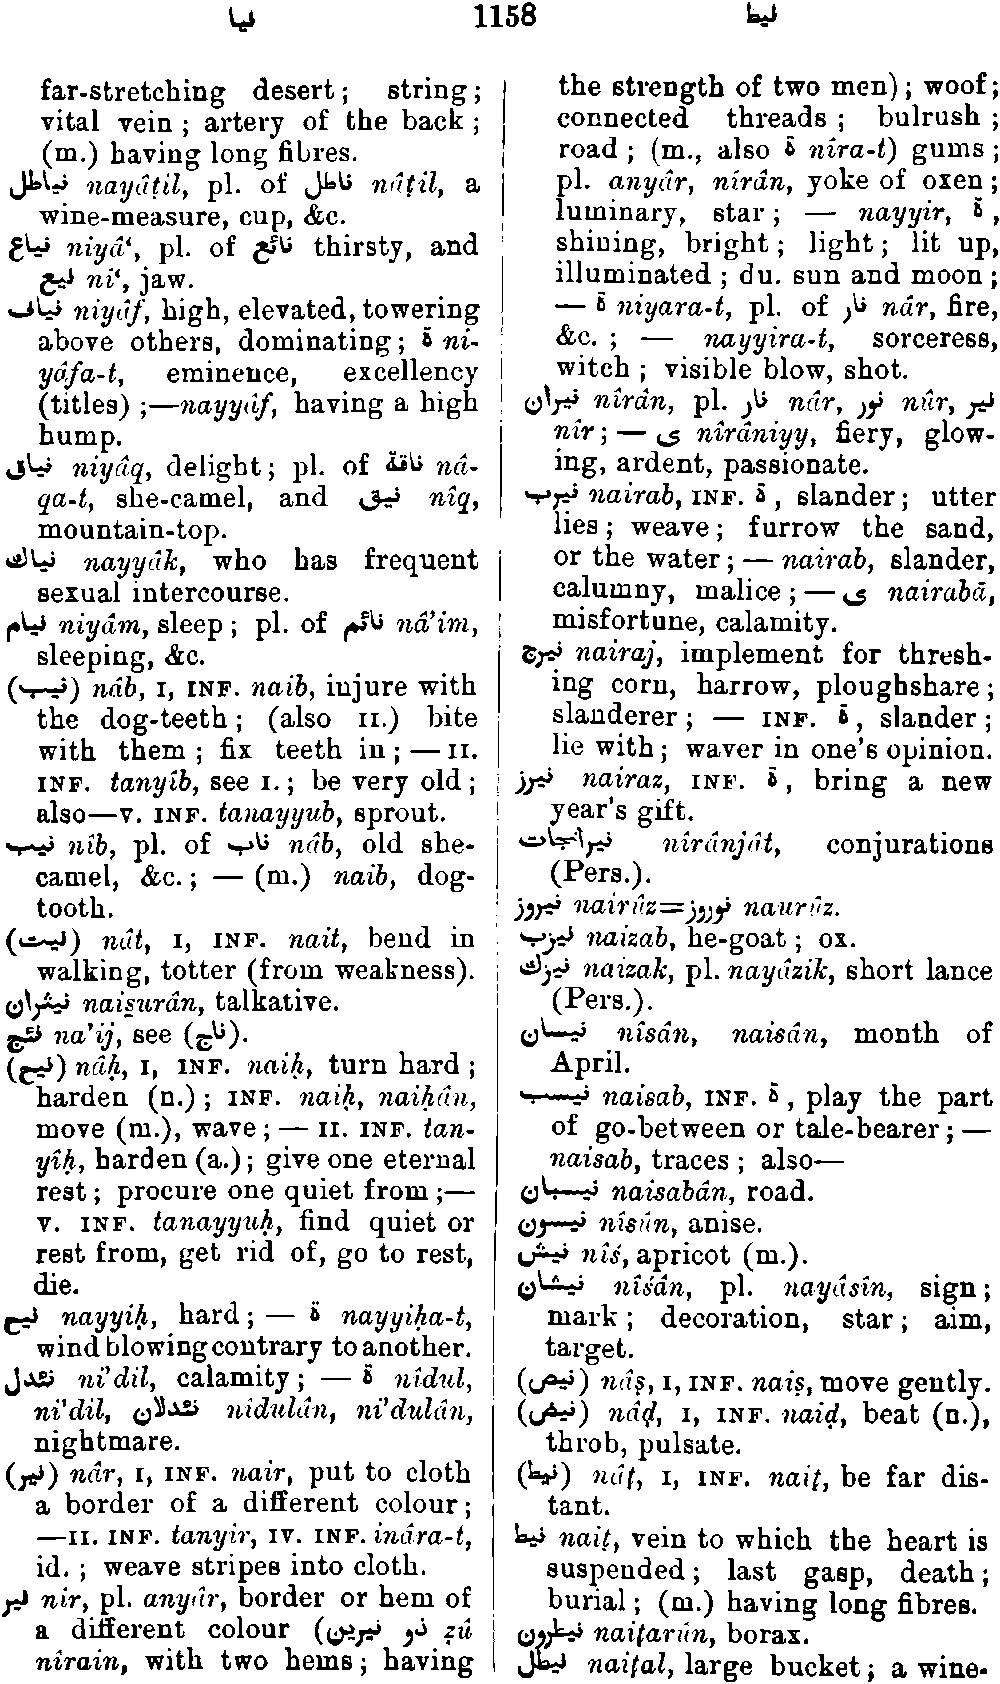 نيا 1158 نيط
far-stretching desert; string;
vital vein; artery of the back;
(m.) having long fibres.
نياطل nayâṭil, pl. of ناطل nâṭil, a
wine-measure, cup, &c.
نياع niyâ‘, pl. of نائع thirsty, and
نيع ni‘, jaw.
نياف niyâf, high, elevated, towering
above others, dominating; ة ni-
yâfa-t, eminence, excellency
(titles);—nayyâf, having a high
hump.
نياق niyâq, delight; pl. of ناقة nâ-
qa-t, she-camel, and نيق nîq,
mountain-top.
نياك nayyâk, who has frequent
sexual intercourse.
نيام niyâm, sleep; pl. of نائم nâ’im,
sleeping, &c.
(نيب) nâb, I, INF. naib, injure with
the dog-teeth; (also II.) bite
with them; fix teeth in;—II.
INF. tanyîb, see I.; be very old;
also—V. INF. tanayyub, sprout.
نيب nîb, pl. of ناب nâb, old she-
camel, &c.; — (m.) naib, dog-
tooth.
(نيت) nât, I, INF. nait, bend in
walking, totter (from weakness).
نيثران naiṣurân, talkative.
نئج na’ij, see (ناج).
(نيح) nâḥ, I, INF. naiḥ, turn hard;
harden (n.); INF. naiḥ, naiḥân,
move (m.), wave; — II. INF. tan-
yîḥ, harden (a.); give one eternal
rest; procure one quiet from;—
V. INF. tanayyuḥ, find quiet or
rest from, get rid of, go to rest,
die.
نيح nayyiḥ, hard; — ة nayyiḥa-t,
wind blowing contrary to another.
نئدل ni’dil, calamity; — ة nîdul,
ni’dil, نئدلان nidulân, ni’dulân,
nightmare.
(نير) nâr, I, INF. nair, put to cloth
a border of a different colour;
—II. INF. tanyir, IV. INF. inâra-t,
id.; weave stripes into cloth.
نير nir, pl. anyâr, border or hem of
a different colour (ذو نيرين ẕû
nîrain, with two hems; having
the strength of two men); woof;
connected threads; bulrush;
road; (m., also ة nîra-t) gums;
pl. anyâr, nîrân, yoke of oxen;
luminary, star; — nayyir, ة,
shining, bright; light; lit up,
illuminated; du. sun and moon;
— ة niyara-t, pl. of نار nâr, fire,
&c.; — nayyira-t, sorceress,
witch; visible blow, shot.
نيران nîrân, pl. نار nâr, نور nûr, نير
nîr; — ى nîrâniyy, fiery, glow-
ing, ardent, passionate.
نيرب nairab, INF. ة, slander; utter
lies; weave; furrow the sand,
or the water; — nairab, slander,
calumny, malice; — ى nairabā,
misfortune, calamity.
نيرج nairaj, implement for thresh-
ing corn, harrow, ploughshare;
slanderer; — INF. ة, slander;
lie with; waver in one's opinion.
نيرز nairaz, INF. ة, bring a new
year's gift.
نيرانجات nîrânjât, conjurations
(Pers.).
نيروز nairûz=نوروز naurûz.
نيزب naizab, he-goat; ox.
نيزك naizak, pl. nayâzik, short lance
(Pers.).
نيسان nîsân, naisân, month of
April.
نيسب naisab, INF. ة, play the part
of go-between or tale-bearer;—
naisab, traces; also—
نيسبان naisabân, road.
نيسون nîsûn, anise.
نيش nîś, apricot (m.).
نيشان nîśân, pl. nayâsîn, sign;
mark; decoration, star; aim,
target.
(نيص) nâṣ, I, INF. naiṣ, move gently.
(نيض) nâḍ, I, INF. naiḍ, beat (n.),
throb, pulsate.
(نيط) nâṭ, I, INF. naiṭ, be far dis-
tant.
نيط naiṭ, vein to which the heart is
suspended; last gasp, death;
burial; (m.) having long fibres.
نيطرون naiṭarûn, borax.
نيطل naiṭal, large bucket; a wine-